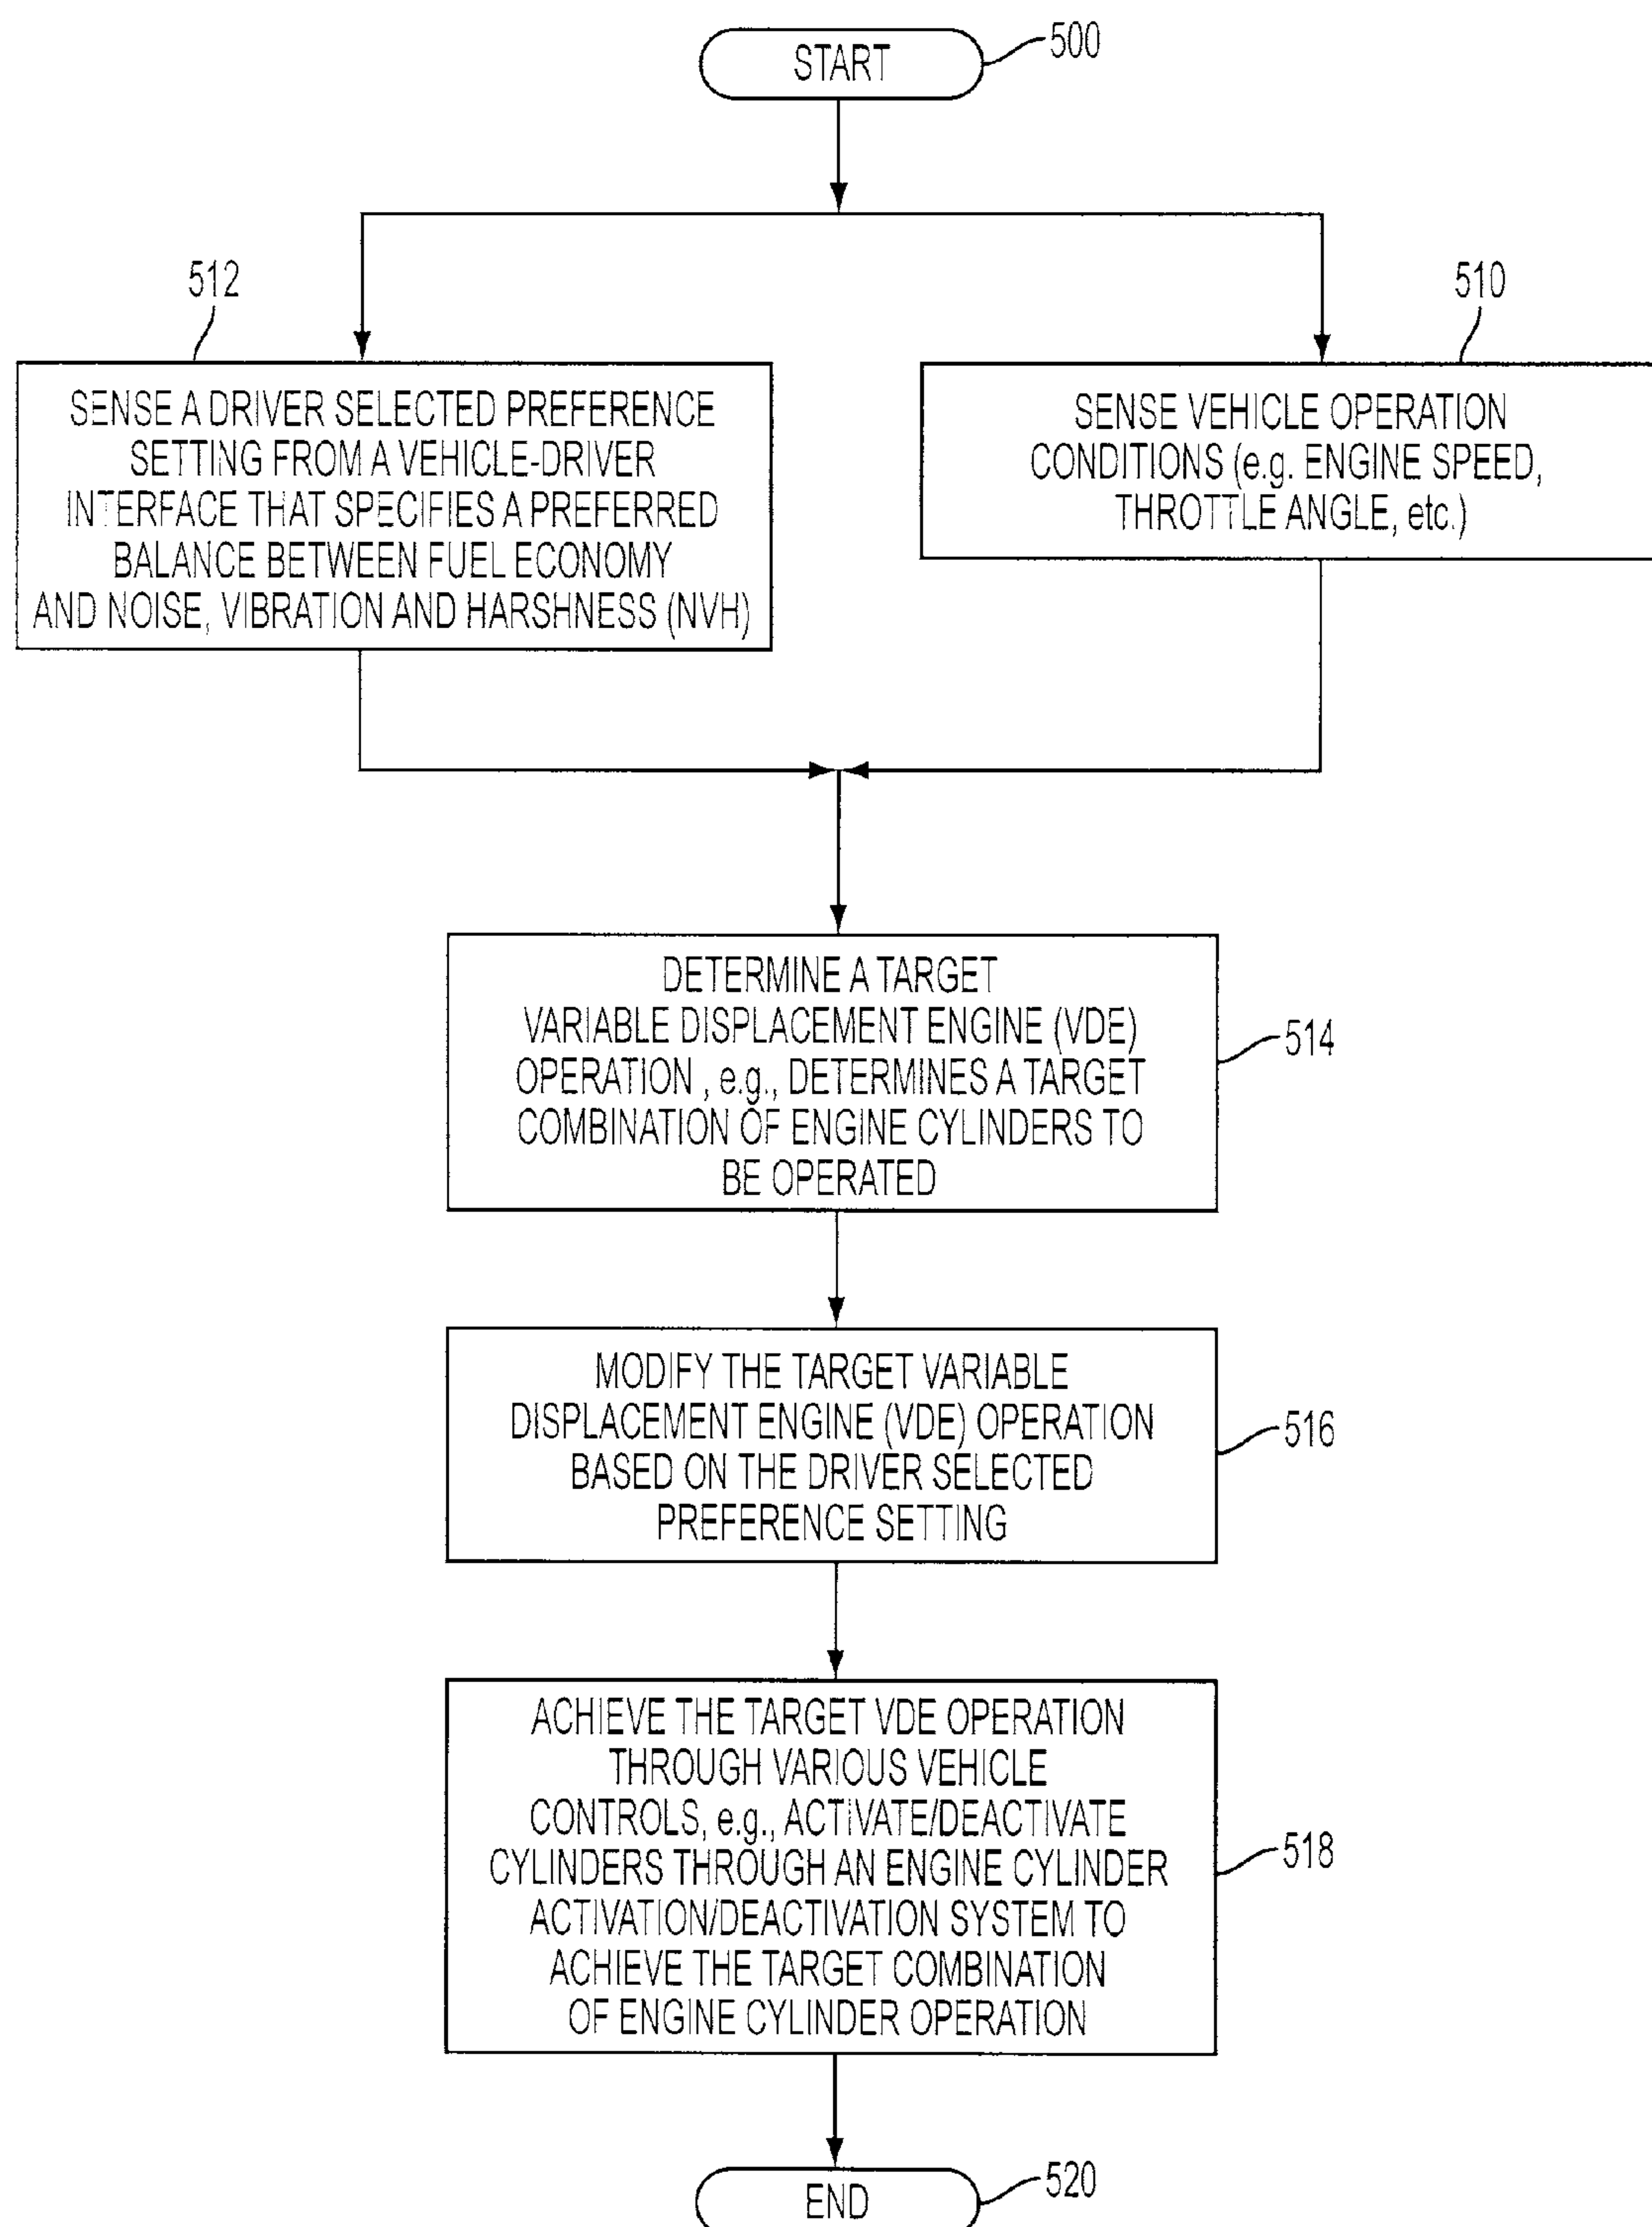 START
500
512
510
SENSE A DRIVER SELECTED PREFERENCE
SETTING FROM A VEHICLE-DRIVER
INTERFACE THAT SPECIFIES A PREFERRED
BALANCE BETWEEN FUEL ECONOMY
AND NOISE, VIBRATION AND HARSHNESS (NVH)
SENSE VEHICLE OPERATION
CONDITIONS (e.g. ENGINE SPEED,
THROTTLE ANGLE, etc.)
DETERMINE A TARGET
VARIABLE DISPLACEMENT ENGINE (VDE)
OPERATION , e.g., DETERMINES A TARGET
COMBINATION OF ENGINE CYLINDERS TO
BE OPERATED
514
MODIFY THE TARGET VARIABLE
DISPLACEMENT ENGINE (VDE) OPERATION
BASED ON THE DRIVER SELECTED
PREFERENCE SETTING
516
ACHIEVE THE TARGET VDE OPERATION
THROUGH VARIOUS VEHICLE
CONTROLS, e.g., ACTIVATE/DEACTIVATE
CYLINDERS THROUGH AN ENGINE CYLINDER
ACTIVATION/DEACTIVATION SYSTEM TO
ACHIEVE THE TARGET COMBINATION
OF ENGINE CYLINDER OPERATION
518
END
520